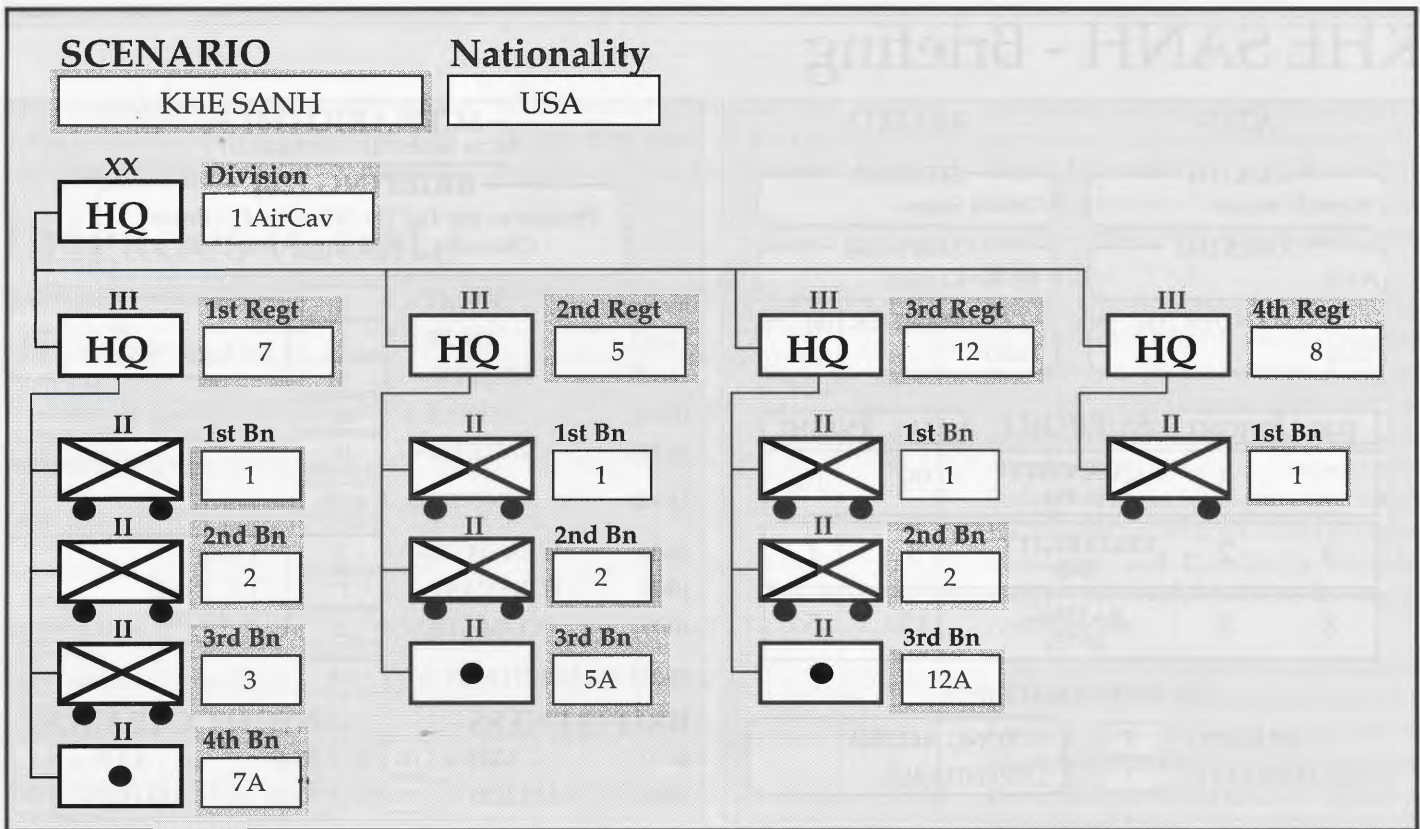 SCENARIO Nationality
KHE SANH USA
XX Division
HQ 1 AirCav
III 1st Regt III 2nd Regt III 3rd Regt III 4th Regt
HQ 7 HQ 5 HQ 12 HQ 8
II 1st Bn II 1st Bn II 1st Bn II 1st Bn
1 1 1 1
II 2nd Bn II 2nd Bn II 2nd Bn
2 2 2
II 3rd Bn II 3rd Bn II 3rd Bn
3 5A 12A
II 4th Bn
7A